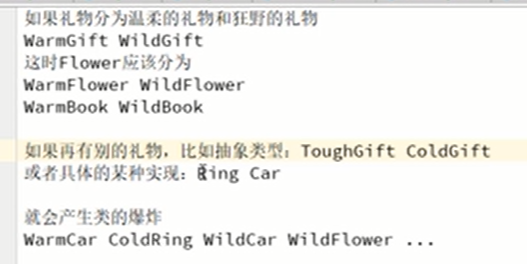 如果礼物分为温柔的礼物和狂野的礼物
WarmGift WildGift
这时Flower应该分为
WarmFlower WildFlower
WarmBook WildBook
如果再有别的礼物，比如抽象类型：ToughGift ColdGift
或者具体的某种实现：Ring Car
就会产生类的爆炸
WarmCar ColdRing WildCar WildFlower ...